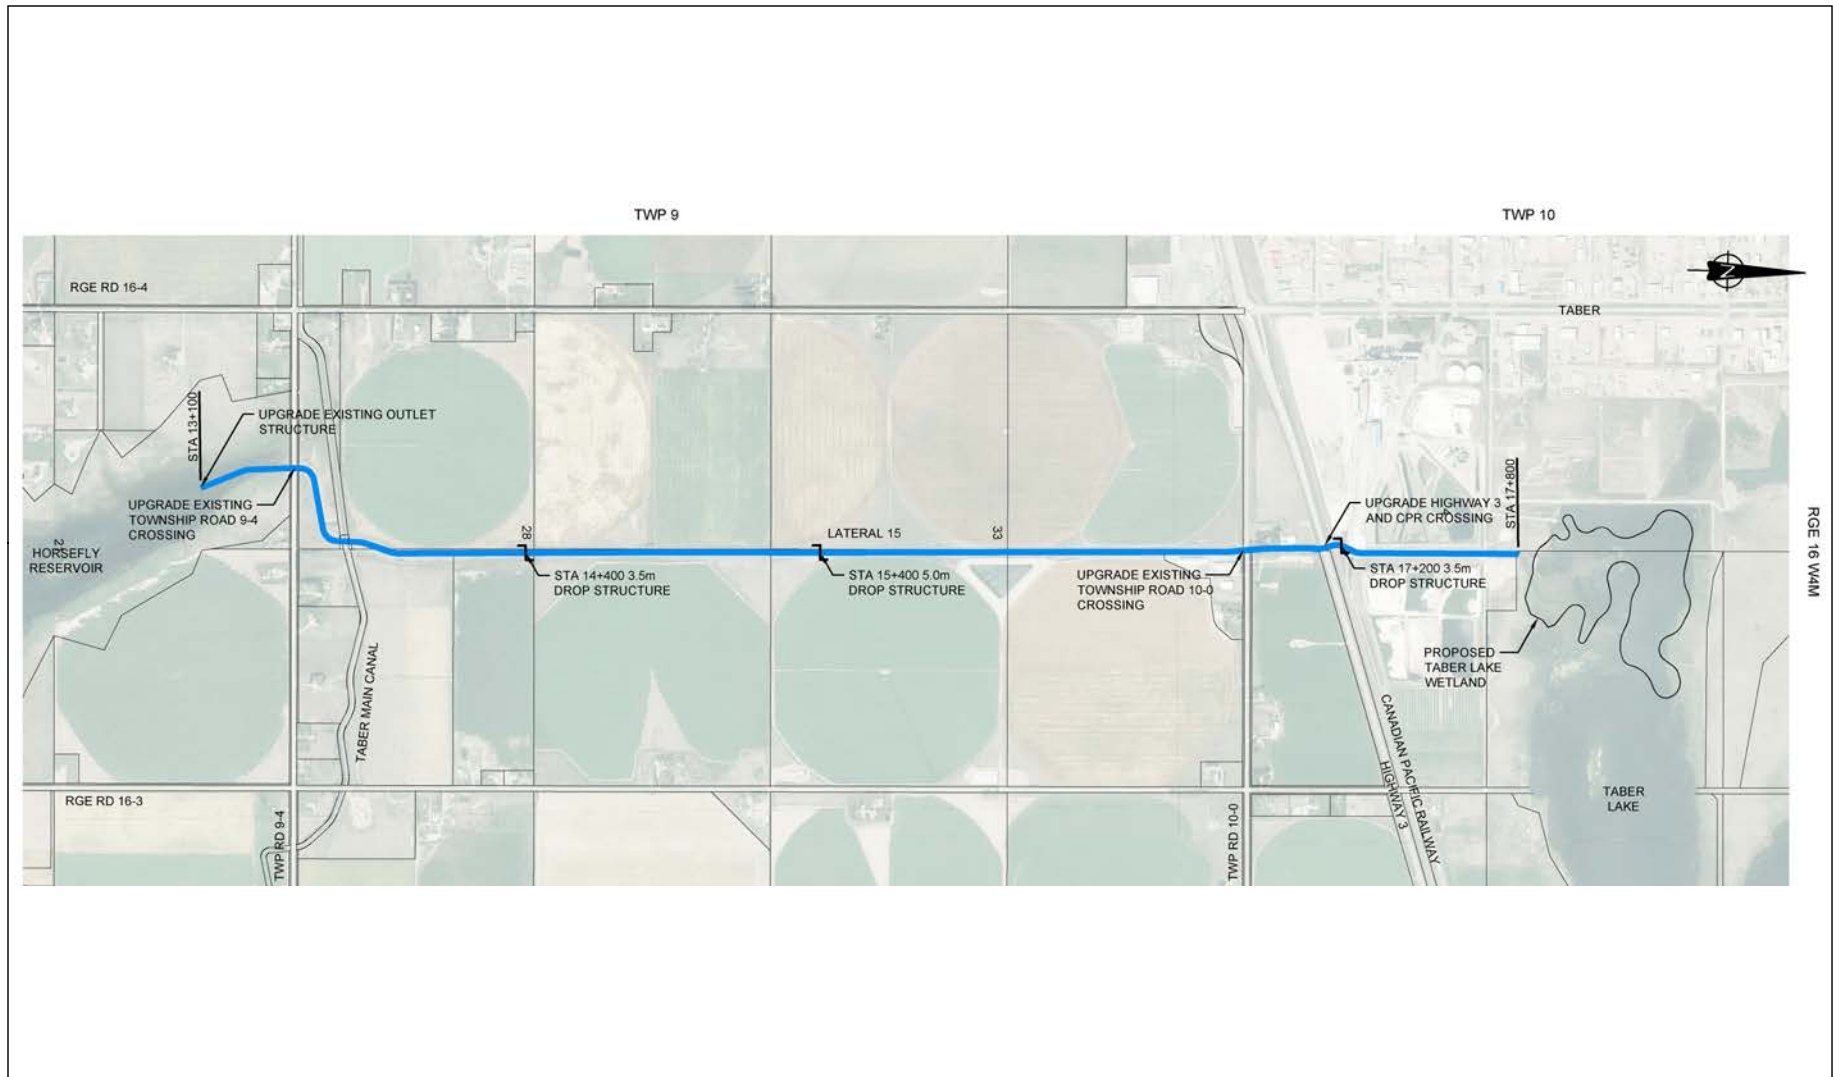 TWP 9
TWP 10
RGE RD 16-4
N
TABER
STA 13+100
UPGRADE EXISTING OUTLET
STRUCTURE
UPGRADE EXISTING
TOWNSHIP ROAD 9-4
CROSSING
HORSEFLY
RESERVOIR
28
LATERAL 15
33
STA 14+400 3.5m
DROP STRUCTURE
STA 15+400 5.0m
DROP STRUCTURE
UPGRADE EXISTING
TOWNSHIP ROAD 10-0
CROSSING
UPGRADE HIGHWAY 3
AND CPR CROSSING
4
STA 17+800
STA 17+200 3.5m
DROP STRUCTURE
RGE 16 W4M
PROPOSED
TABER LAKE
WETLAND
TABER MAIN CANAL
CANADIAN PACIFIC RAILWAY
HIGHWAY 3
TABER
LAKE
RGE RD 16-3
TWP RD 9-4
TWP RD 10-0